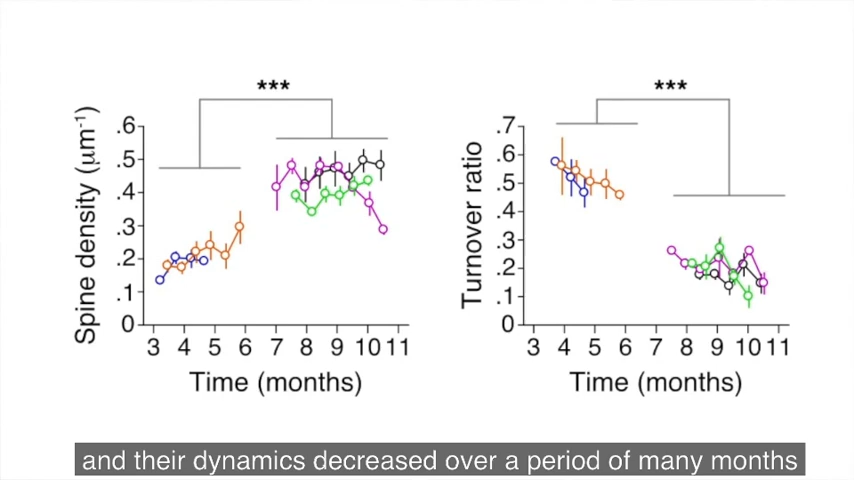 ***
Spine density (μm⁻¹)
.6
.5
.4
.3
.2
.1
0
3 4 5 6 7 8 9 10 11
Time (months)
***
Turnover ratio
.7
.6
.5
.4
.3
.2
.1
0
3 4 5 6 7 8 9 10 11
Time (months)
and their dynamics decreased over a period of many months